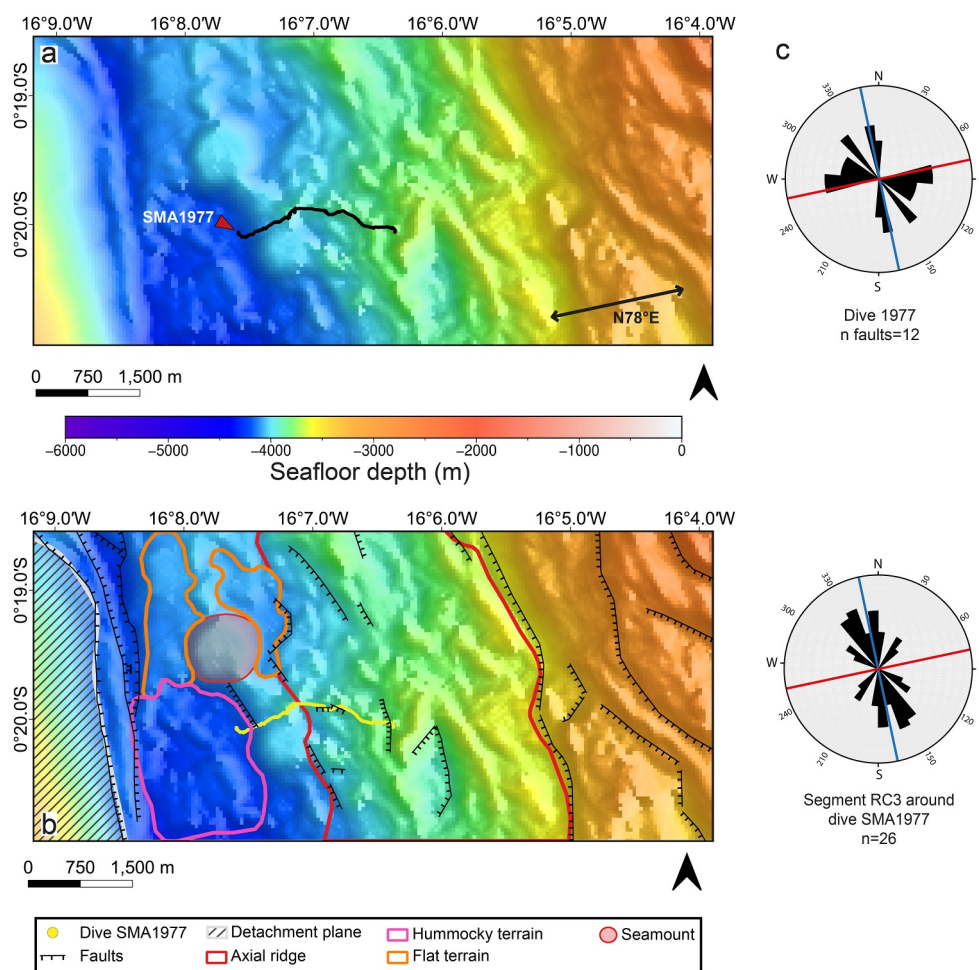 16°9.0'W 16°8.0'W 16°7.0'W 16°6.0'W 16°5.0'W 16°4.0'W
a
0°19.0'S
0°20.0'S
SMA1977
N78°E
0 750 1,500 m
−6000 −5000 −4000 −3000 −2000 −1000 0
Seafloor depth (m)
c
N
30
60
150
S
210
240
W
300
330
Dive 1977
n faults=12
16°9.0'W 16°8.0'W 16°7.0'W 16°6.0'W 16°5.0'W 16°4.0'W
0°19.0'S
0°20.0'S
b
0 750 1,500 m
N
30
60
120
150
S
210
240
W
300
330
Segment RC3 around
dive SMA1977
n=26
Dive SMA1977 Detachment plane Hummocky terrain Seamount
Faults Axial ridge Flat terrain